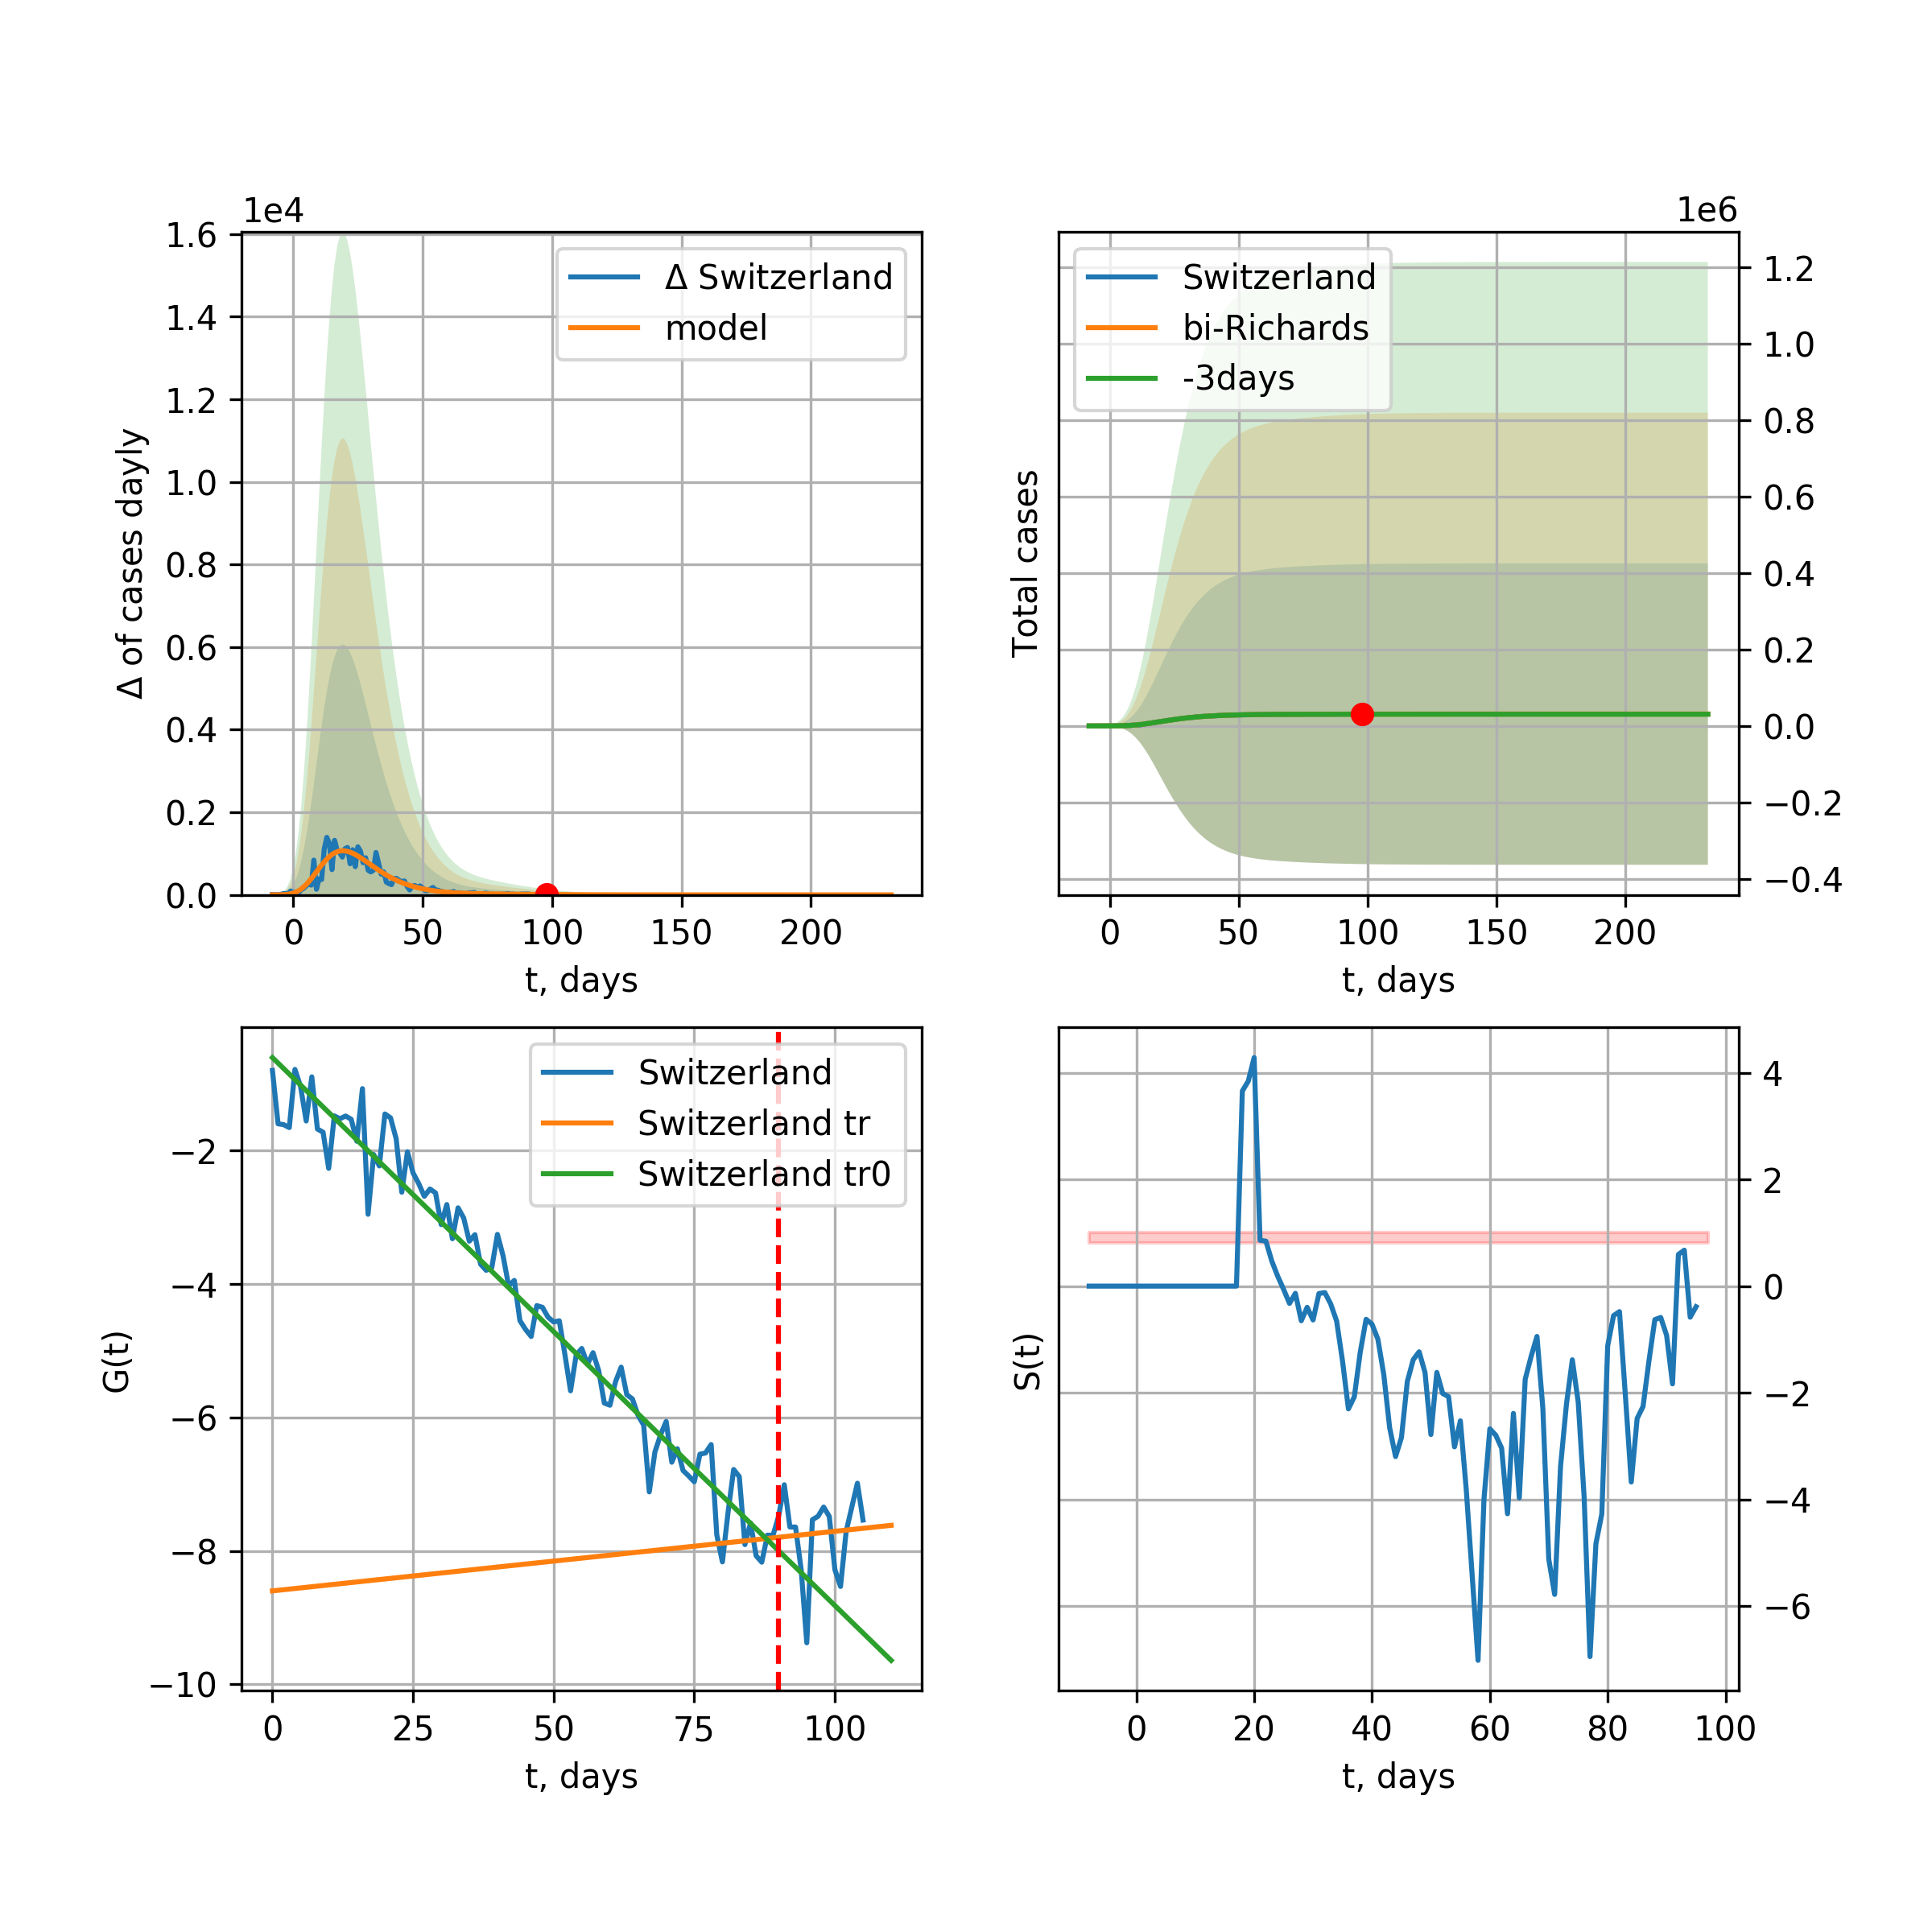 1e4
1.6
1.4
1.2
1.0
0.8
0.6
0.4
0.2
0.0
Δ of cases dayly
Δ Switzerland
model
0 50 100 150 200
t, days
1e6
Switzerland
bi-Richards
-3days
Total cases
1.2
1.0
0.8
0.6
0.4
0.2
0.0
−0.2
−0.4
0 50 100 150 200
t, days
G(t)
−2
−4
−6
−8
−10
Switzerland
Switzerland tr
Switzerland tr0
0 25 50 75 100
t, days
S(t)
4
2
0
−2
−4
−6
0 20 40 60 80 100
t, days